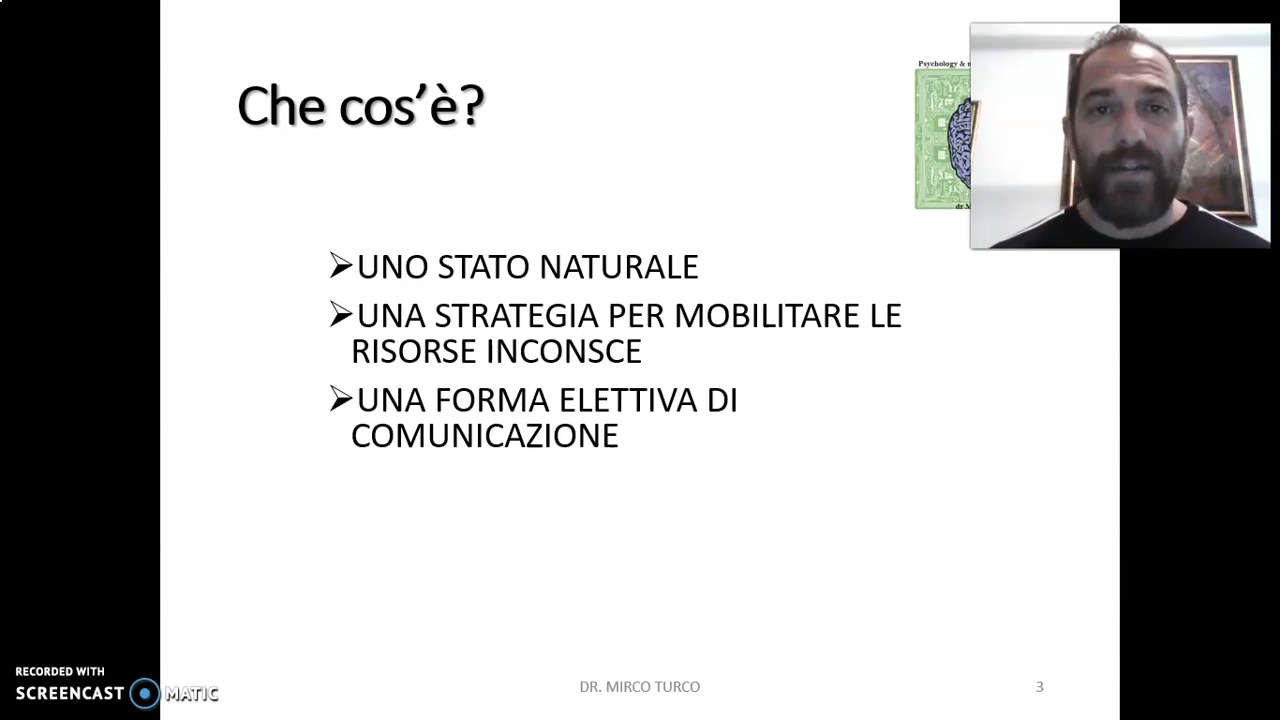 Psychology &
Che cos’è?
➢UNO STATO NATURALE
➢UNA STRATEGIA PER MOBILITARE LE
RISORSE INCONSCE
➢UNA FORMA ELETTIVA DI
COMUNICAZIONE
RECORDED WITH
SCREENCAST MATIC
DR. MIRCO TURCO
3